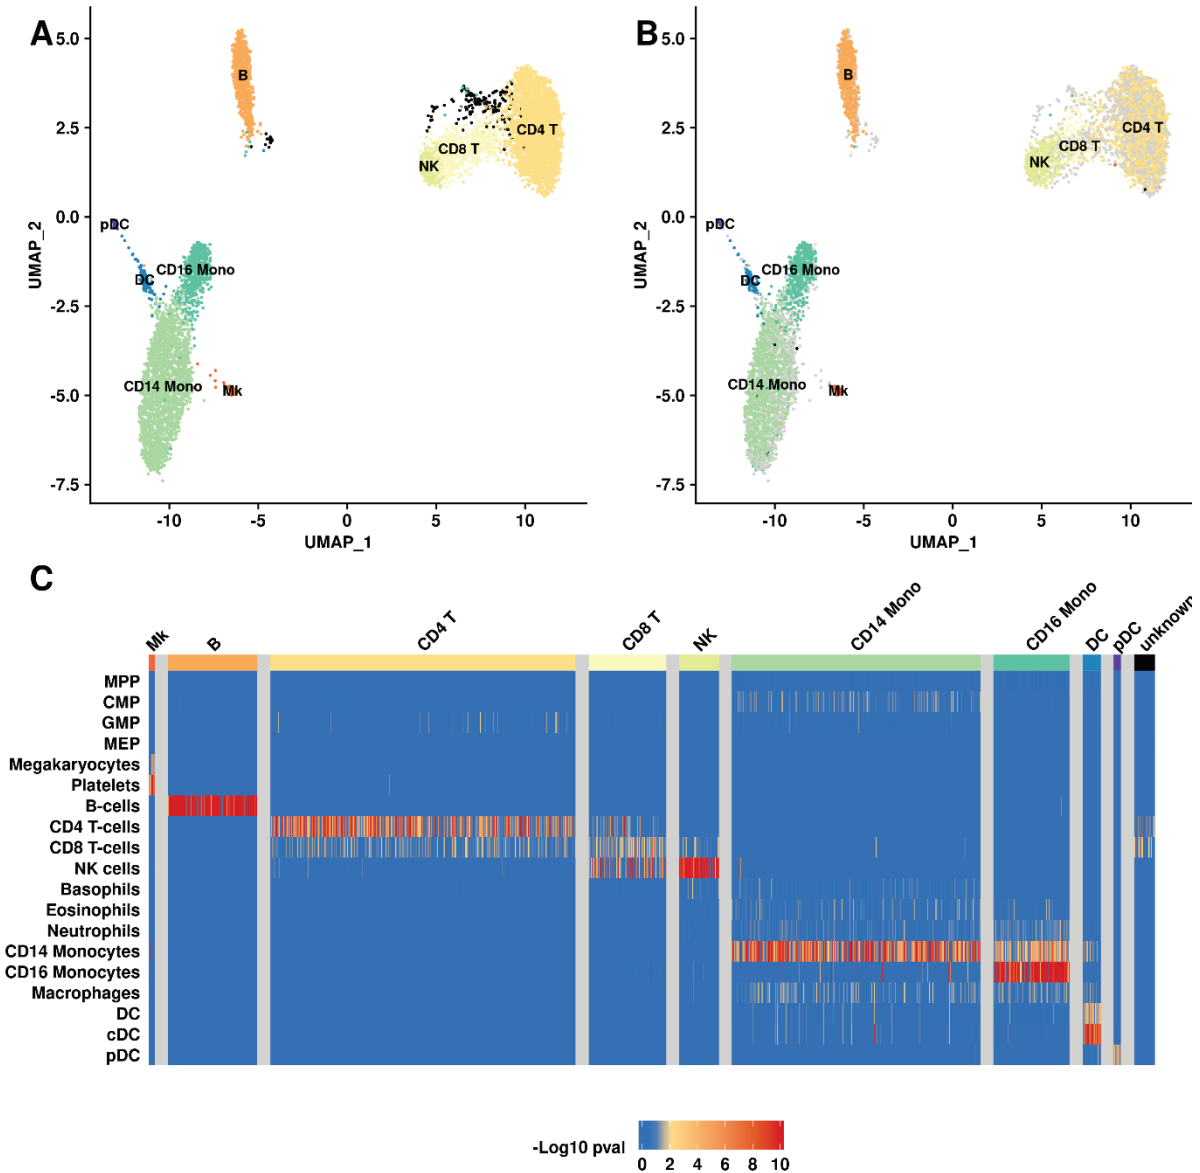 A
B
5.0
2.5
0.0
-2.5
-5.0
-7.5
UMAP_2
B
CD4 T
CD8 T
NK
pDC
CD16 Mono
DC
CD14 Mono
Mk
-10
-5
0
5
10
UMAP_1
5.0
2.5
0.0
-2.5
-5.0
-7.5
UMAP_2
B
CD4 T
CD8 T
NK
pDC
CD16 Mono
DC
CD14 Mono
Mk
-10
-5
0
5
10
UMAP_1
C
Mk
B
CD4 T
CD8 T
NK
CD14 Mono
CD16 Mono
DC
pDC
unknown
MPP
CMP
GMP
MEP
Megakaryocytes
Platelets
B-cells
CD4 T-cells
CD8 T-cells
NK cells
Basophils
Eosinophils
Neutrophils
CD14 Monocytes
CD16 Monocytes
Macrophages
DC
cDC
pDC
-Log10 pval
0 2 4 6 8 10